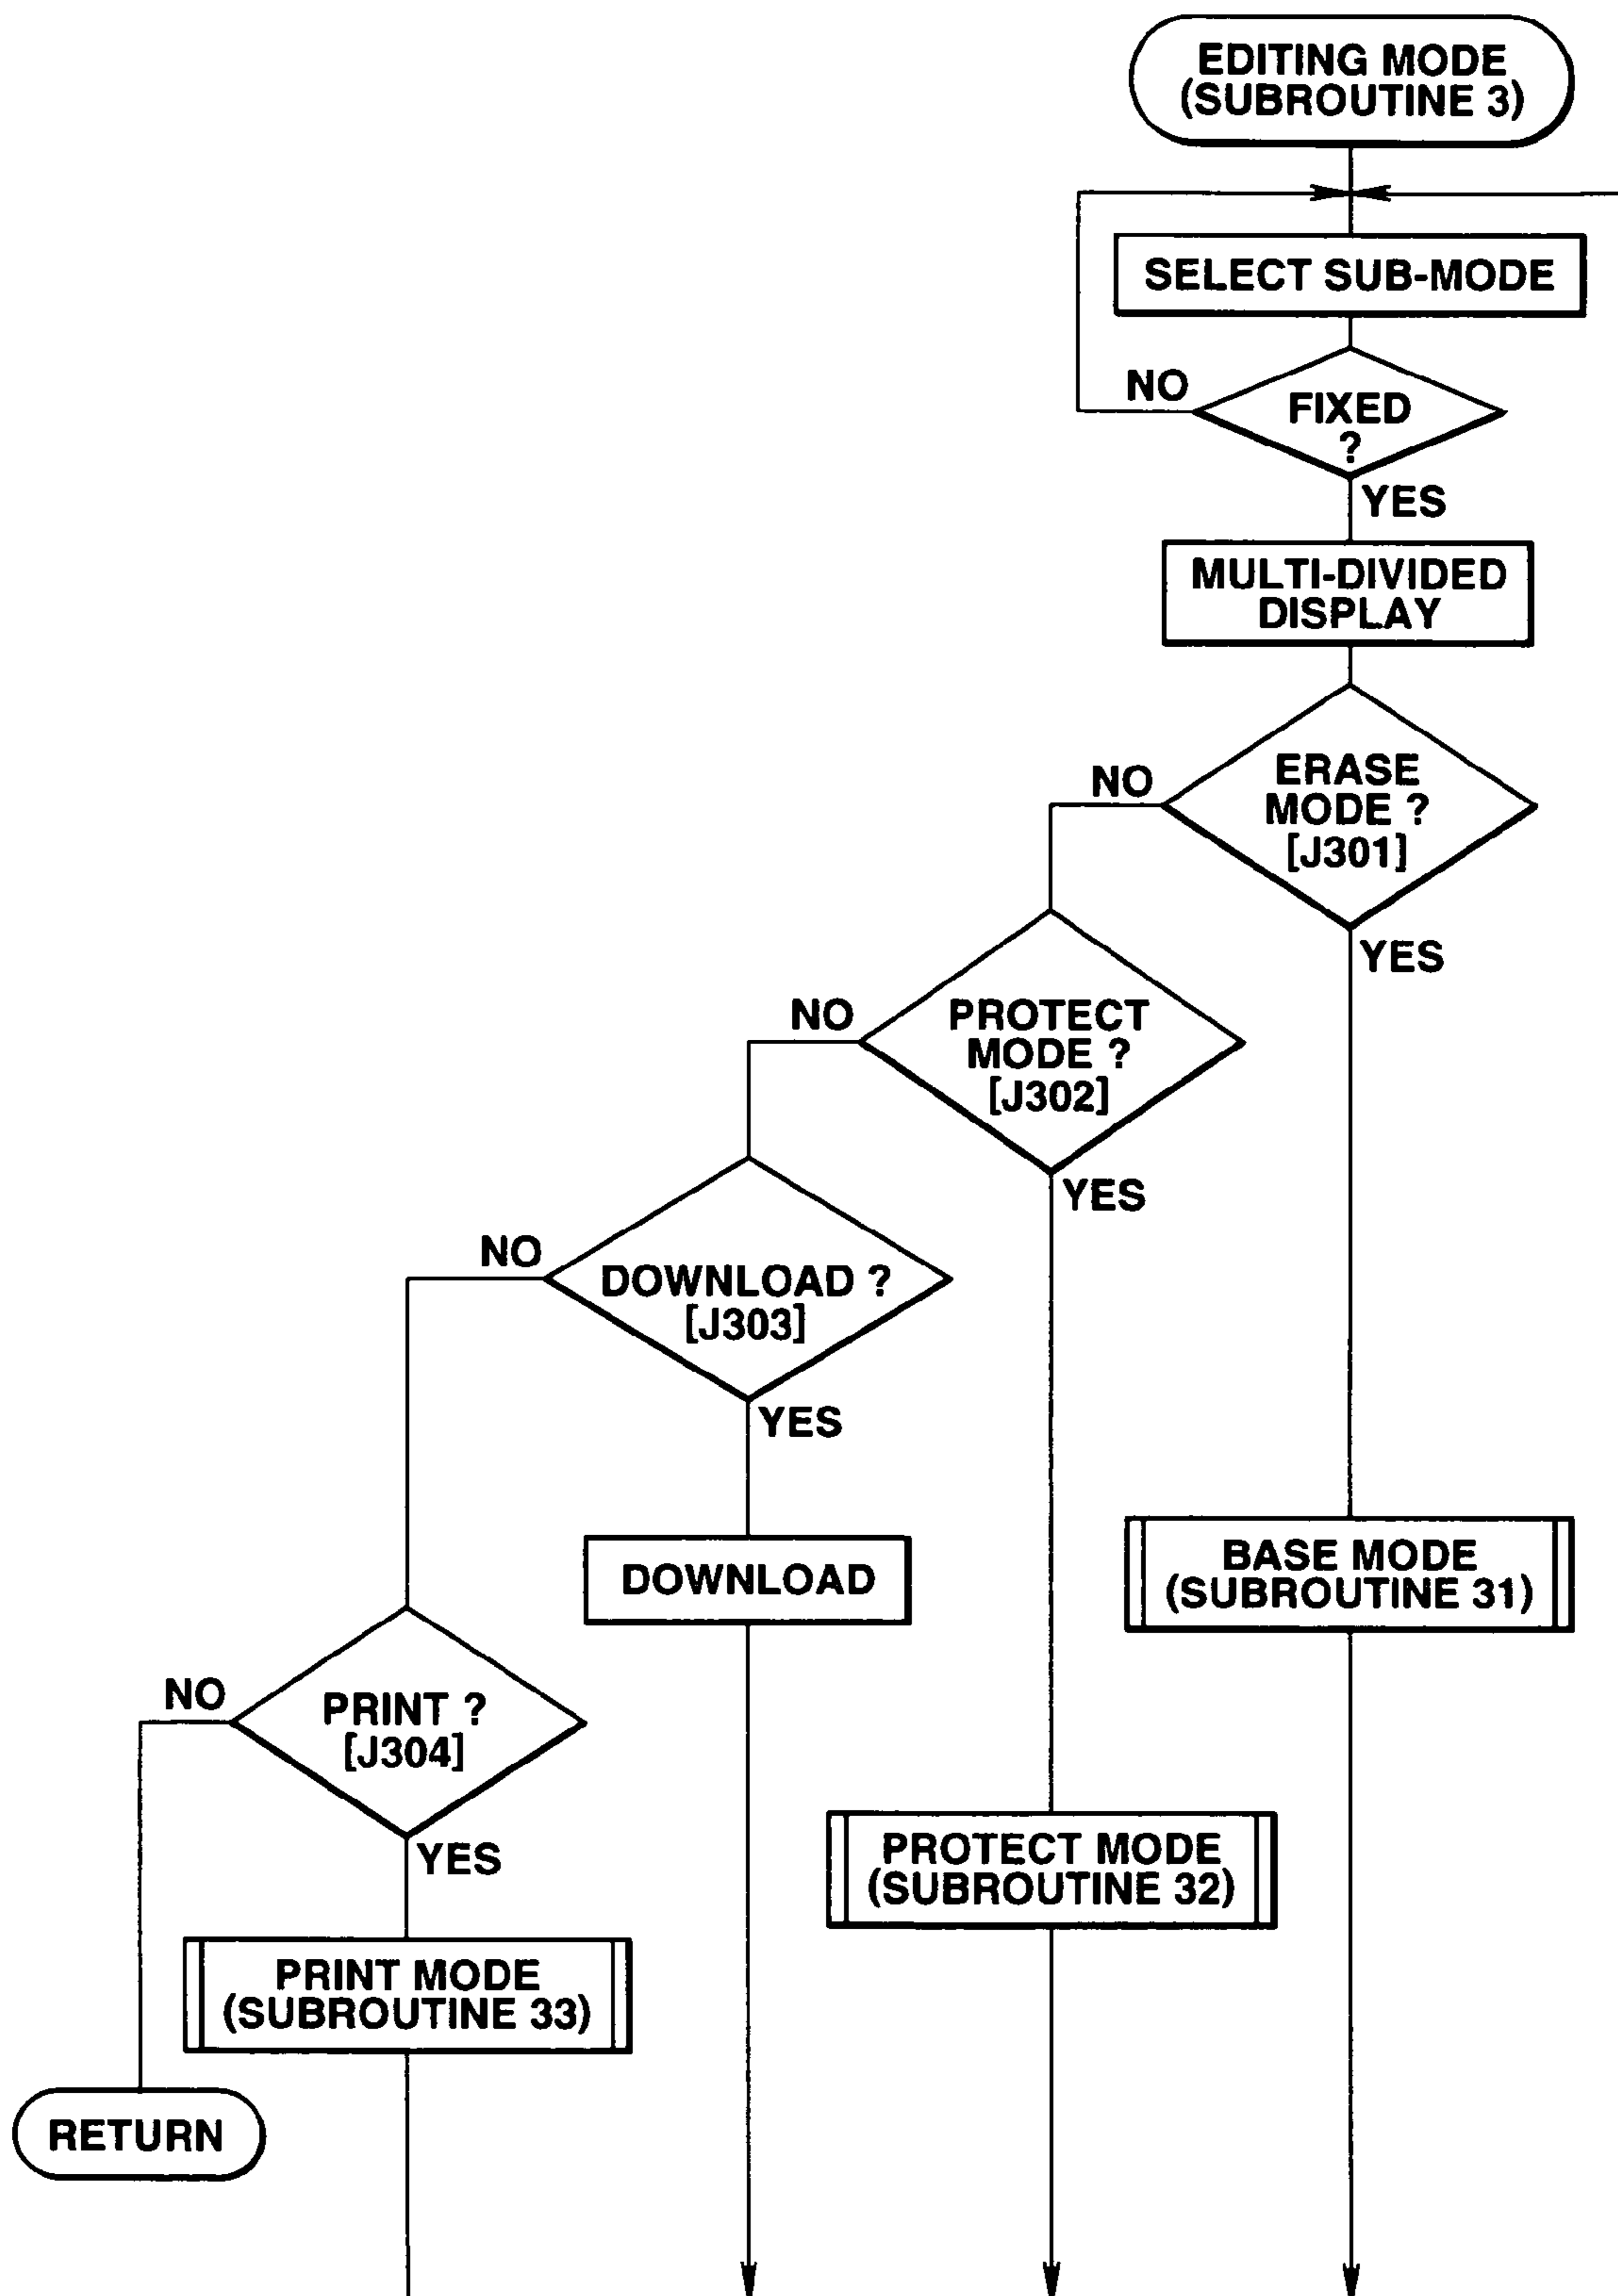 EDITING MODE
(SUBROUTINE 3)
SELECT SUB-MODE
NO
FIXED
?
YES
MULTI-DIVIDED
DISPLAY
NO
ERASE
MODE ?
[J301]
YES
NO
PROTECT
MODE ?
[J302]
YES
NO
DOWNLOAD ?
[J303]
YES
BASE MODE
(SUBROUTINE 31)
DOWNLOAD
NO
PRINT ?
[J304]
YES
PROTECT MODE
(SUBROUTINE 32)
PRINT MODE
(SUBROUTINE 33)
RETURN